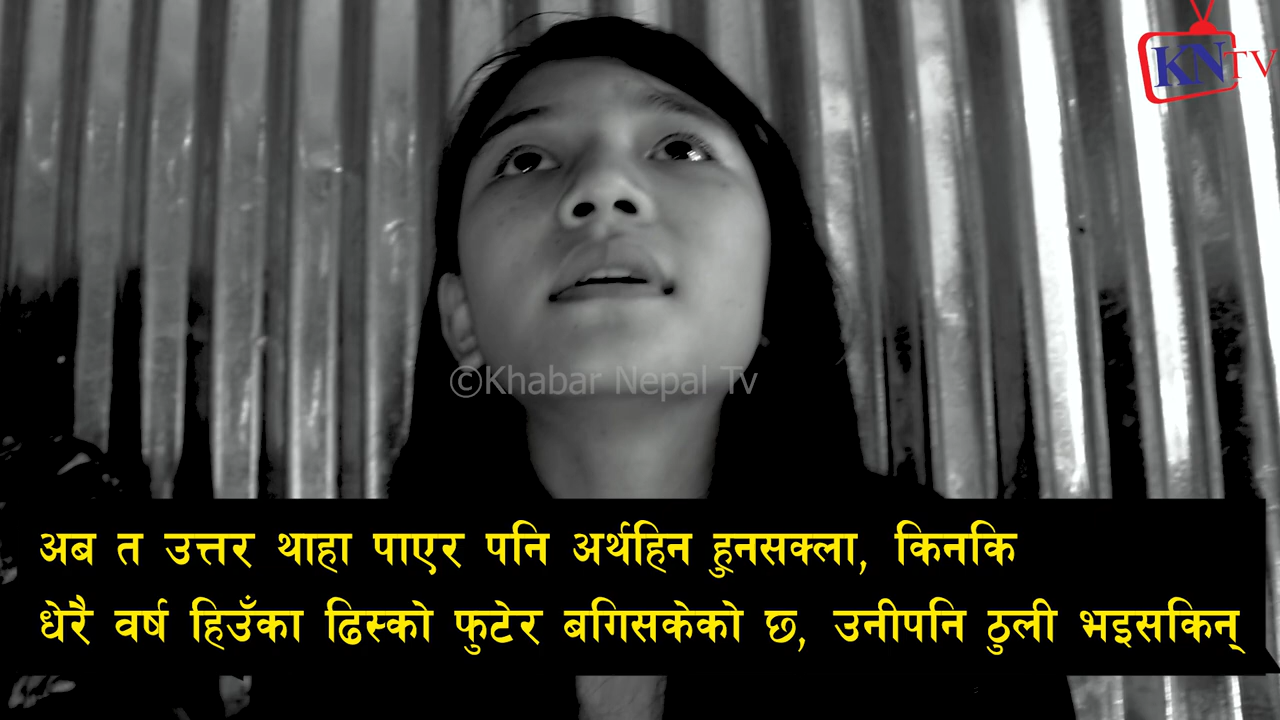 KNTV
©Khabar Nepal Tv
अब त उत्तर थाहा पाएर पनि अर्थहिन हुनसक्ला, किनकि
धेरै वर्ष हिउँका ढिस्को फुटेर बगिसकेको छ, उनीपनि ठुली भइसकिन्